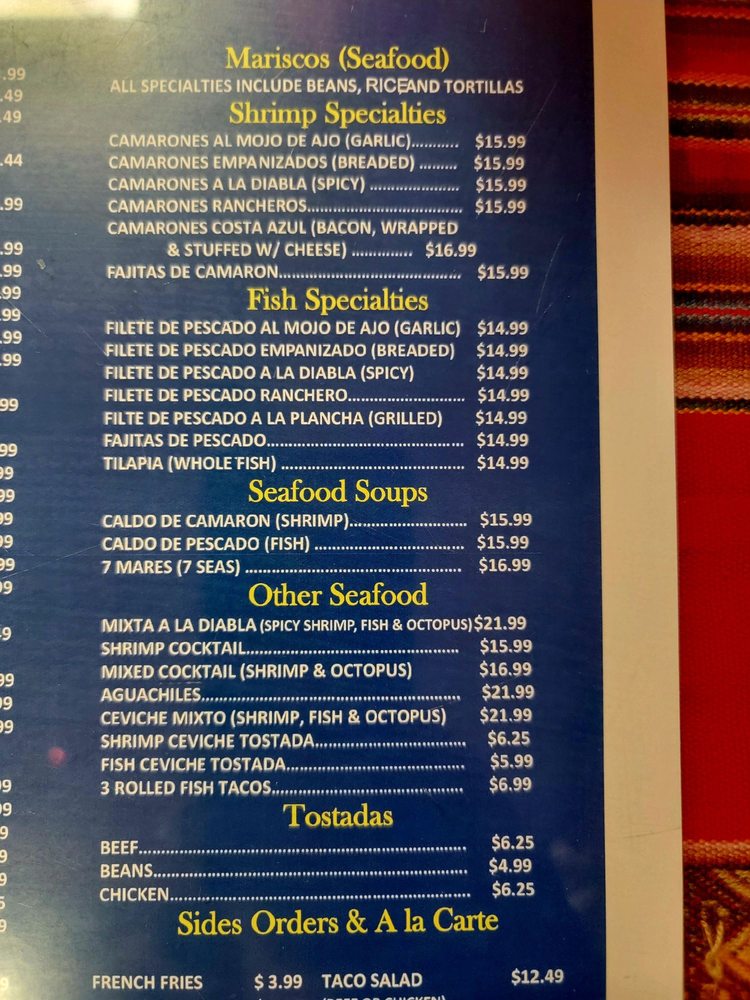 Mariscos (Seafood)
ALL SPECIALTIES INCLUDE BEANS, RICE AND TORTILLAS
Shrimp Specialties
CAMARONES AL MOJO DE AJO (GARLIC)........... $15.99
CAMARONES EMPANIZADOS (BREADED) ......... $15.99
CAMARONES A LA DIABLA (SPICY) ..................... $15.99
CAMARONES RANCHEROS..................................... $15.99
CAMARONES COSTA AZUL (BACON, WRAPPED
& STUFFED W/ CHEESE) .............. $16.99
FAJITAS DE CAMARON........................................... $15.99
Fish Specialties
FILETE DE PESCADO AL MOJO DE AJO (GARLIC) $14.99
FILETE DE PESCADO EMPANIZADO (BREADED) $14.99
FILETE DE PESCADO A LA DIABLA (SPICY) $14.99
FILETE DE PESCADO RANCHERO........................... $14.99
FILTE DE PESCADO A LA PLANCHA (GRILLED) $14.99
FAJITAS DE PESCADO.............................................. $14.99
TILAPIA (WHOLE FISH) ........................................... $14.99
Seafood Soups
CALDO DE CAMARON (SHRIMP)........................... $15.99
CALDO DE PESCADO (FISH) ................................... $15.99
7 MARES (7 SEAS) .................................................. $16.99
Other Seafood
MIXTA A LA DIABLA (SPICY SHRIMP, FISH & OCTOPUS) $21.99
SHRIMP COCKTAIL.................................................. $15.99
MIXED COCKTAIL (SHRIMP & OCTOPUS) $16.99
AGUACHILES............................................................. $21.99
CEVICHE MIXTO (SHRIMP, FISH & OCTOPUS) $21.99
SHRIMP CEVICHE TOSTADA................................... $6.25
FISH CEVICHE TOSTADA......................................... $5.99
3 ROLLED FISH TACOS............................................. $6.99
Tostadas
BEEF............................................................................. $6.25
BEANS......................................................................... $4.99
CHICKEN...................................................................... $6.25
Sides Orders & A la Carte
FRENCH FRIES $ 3.99 TACO SALAD $12.49